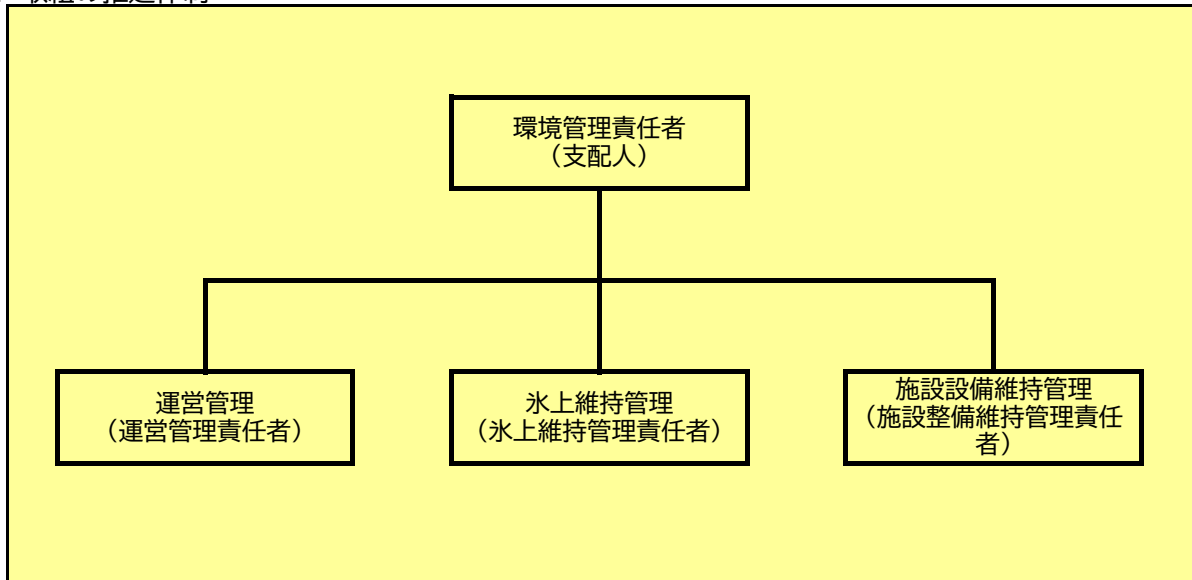 環境管理責任者
（支配人）
運営管理
（運営管理責任者）
氷上維持管理
（氷上維持管理責任者）
施設設備維持管理
（施設整備維持管理責任
者）